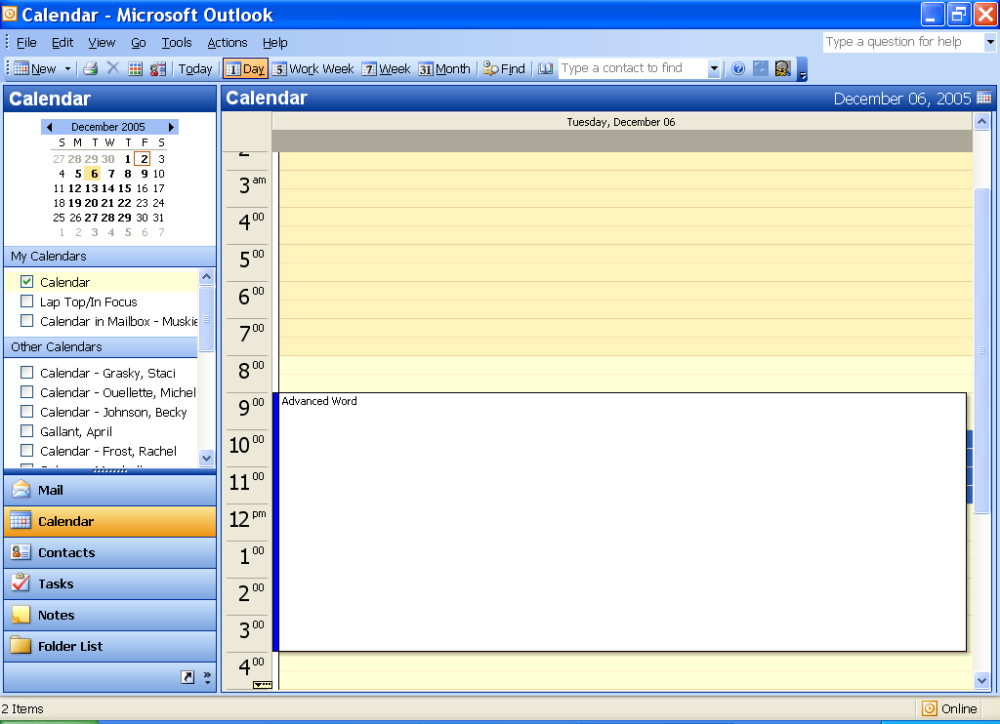 Calendar - Microsoft Outlook
File Edit View Go Tools Actions Help
Type a question for help
New Today 1 Day 5 Work Week 7 Week 31 Month Find Type a contact to find
Calendar
December 2005
S M T W T F S
27 28 29 30 1 2 3
4 5 6 7 8 9 10
11 12 13 14 15 16 17
18 19 20 21 22 23 24
25 26 27 28 29 30 31
1 2 3 4 5 6 7
My Calendars
Calendar
Lap Top/In Focus
Calendar in Mailbox - Muskie
Other Calendars
Calendar - Grasky, Staci
Calendar - Ouellette, Michel
Calendar - Johnson, Becky
Gallant, April
Calendar - Frost, Rachel
Mail
Calendar
Contacts
Tasks
Notes
Folder List
Calendar
December 06, 2005
Tuesday, December 06
2
3 am
4 00
5 00
6 00
7 00
8 00
9 00
Advanced Word
10 00
11 00
12 pm
1 00
2 00
3 00
4 00
2 Items
Online